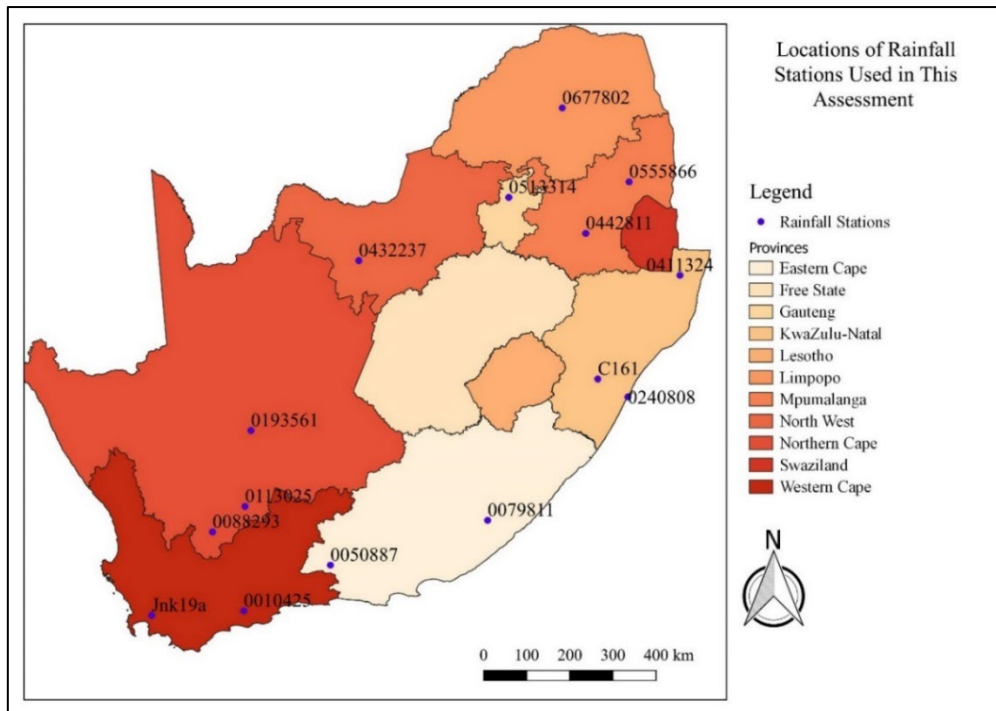 Locations of Rainfall
Stations Used in This
Assessment
0677802
0555866
0513314
0442811
0432237
0411324
C161
0240808
0193561
0113025
0088293
0079811
0050887
Jnk19a
0010425
Legend
Rainfall Stations
Provinces
Eastern Cape
Free State
Gauteng
KwaZulu-Natal
Lesotho
Limpopo
Mpumalanga
North West
Northern Cape
Swaziland
Western Cape
N
0 100 200 300 400 km